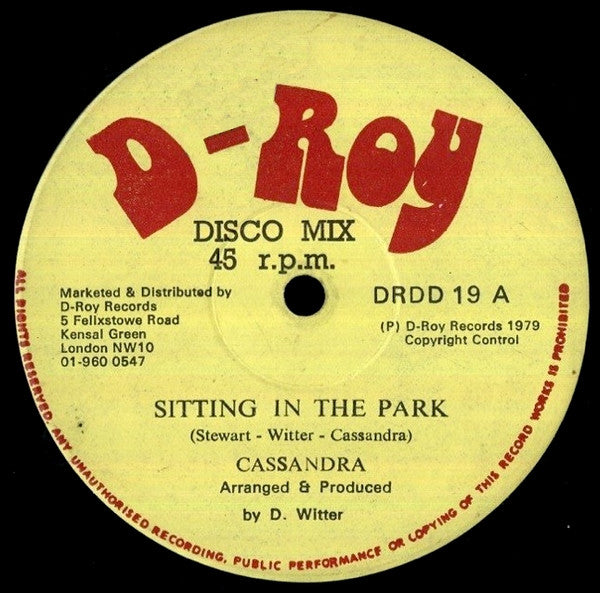 D-Roy
DISCO MIX
45 r.p.m.
Marketed & Distributed by
D-Roy Records
5 Felixstowe Road
Kensal Green
London NW10
01-960 0547
DRDD 19 A
(P) D-Roy Records 1979
Copyright Control
SITTING IN THE PARK
(Stewart - Witter - Cassandra)
CASSANDRA
Arranged & Produced
by D. Witter
ALL RIGHTS RESERVED. ANY UNAUTHORISED RECORDING, PUBLIC PERFORMANCE OR COPYING OF THIS RECORD WORKS IS PROHIBITED